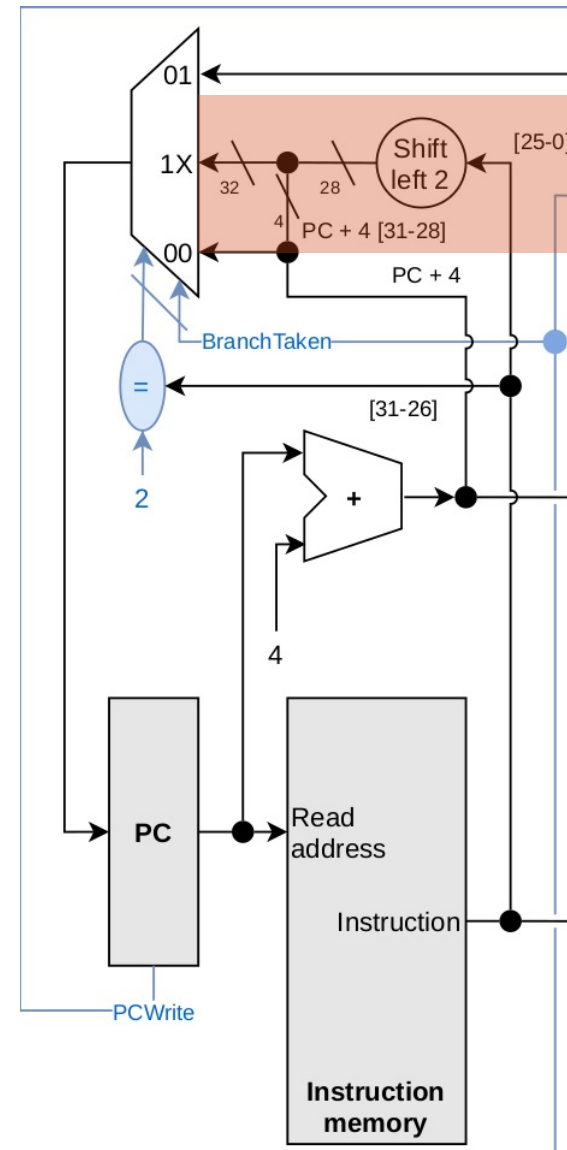 01
Shift
left 2
[25-0]
1X
32
28
4
PC + 4 [31-28]
00
PC + 4
BranchTaken
=
[31-26]
2
+
4
PC
Read
address
Instruction
PCWrite
Instruction
memory